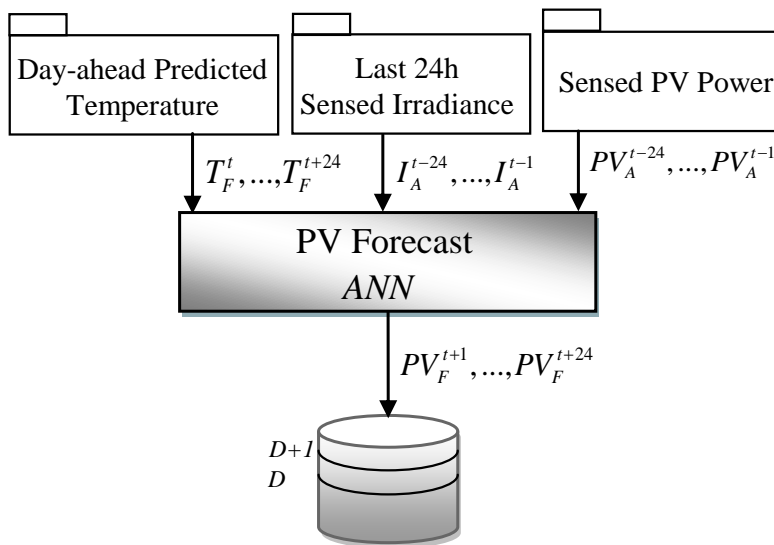 Day-ahead Predicted
Temperature
Last 24h
Sensed Irradiance
Sensed PV Power
T_F^t,...,T_F^{t+24}
I_A^{t-24},...,I_A^{t-1}
PV_A^{t-24},...,PV_A^{t-1}
PV Forecast
ANN
PV_F^{t+1},...,PV_F^{t+24}
D+1
D